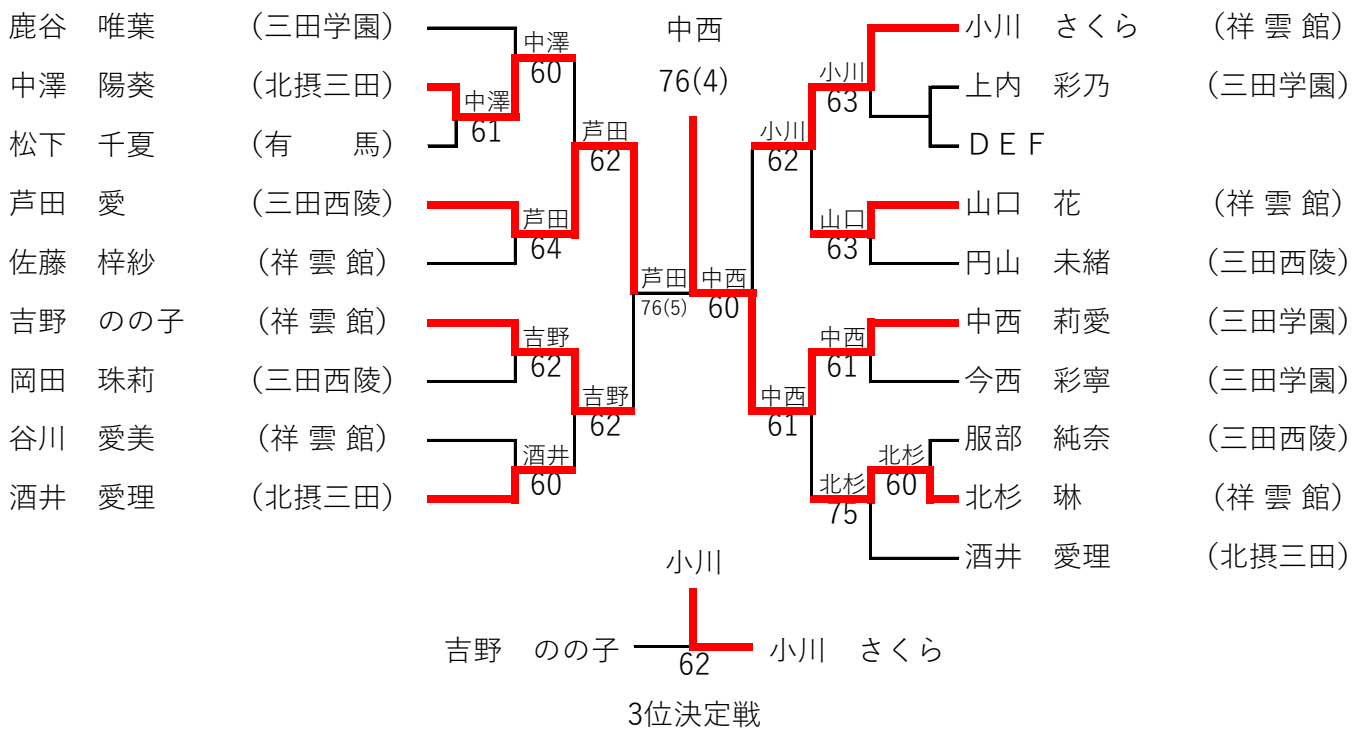 鹿谷 唯葉 (三田学園)
中澤 陽葵 (北摂三田)
松下 千夏 (有 馬)
芦田 愛 (三田西陵)
佐藤 梓紗 (祥雲館)
吉野 のの子 (祥雲館)
岡田 珠莉 (三田西陵)
谷川 愛美 (祥雲館)
酒井 愛理 (北摂三田)
中澤
60
中澤
61
芦田
62
芦田
64
吉野
62
吉野
62
酒井
60
芦田
76(5)
中西
76(4)
中西
60
小川
62
小川
63
山口
63
中西
61
中西
61
北杉
60
北杉
75
小川 さくら (祥雲館)
上内 彩乃 (三田学園)
DEF
山口 花 (祥雲館)
円山 未緒 (三田西陵)
中西 莉愛 (三田学園)
今西 彩寧 (三田学園)
服部 純奈 (三田西陵)
北杉 琳 (祥雲館)
酒井 愛理 (北摂三田)
小川
吉野 のの子
62
小川 さくら
3位決定戦